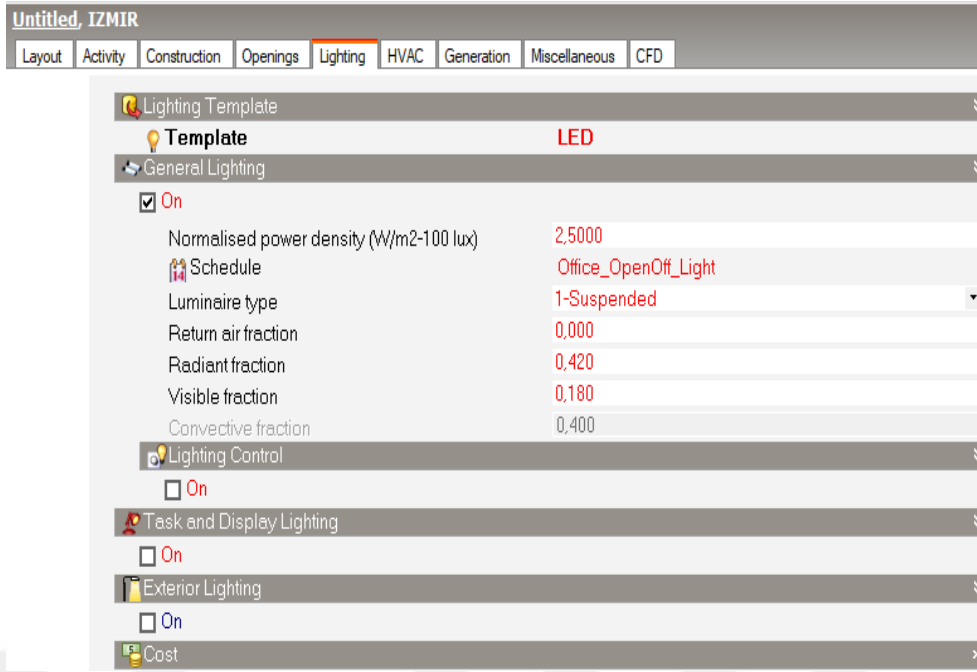 Untitled, IZMIR
Layout Activity Construction Openings Lighting HVAC Generation Miscellaneous CFD
Lighting Template
Template LED
General Lighting
On
Normalised power density (W/m2-100 lux) 2,5000
14 Schedule Office_OpenOff_Light
Luminaire type 1-Suspended
Return air fraction 0,000
Radiant fraction 0,420
Visible fraction 0,180
Convective fraction 0,400
Lighting Control
On
Task and Display Lighting
On
Exterior Lighting
On
Cost